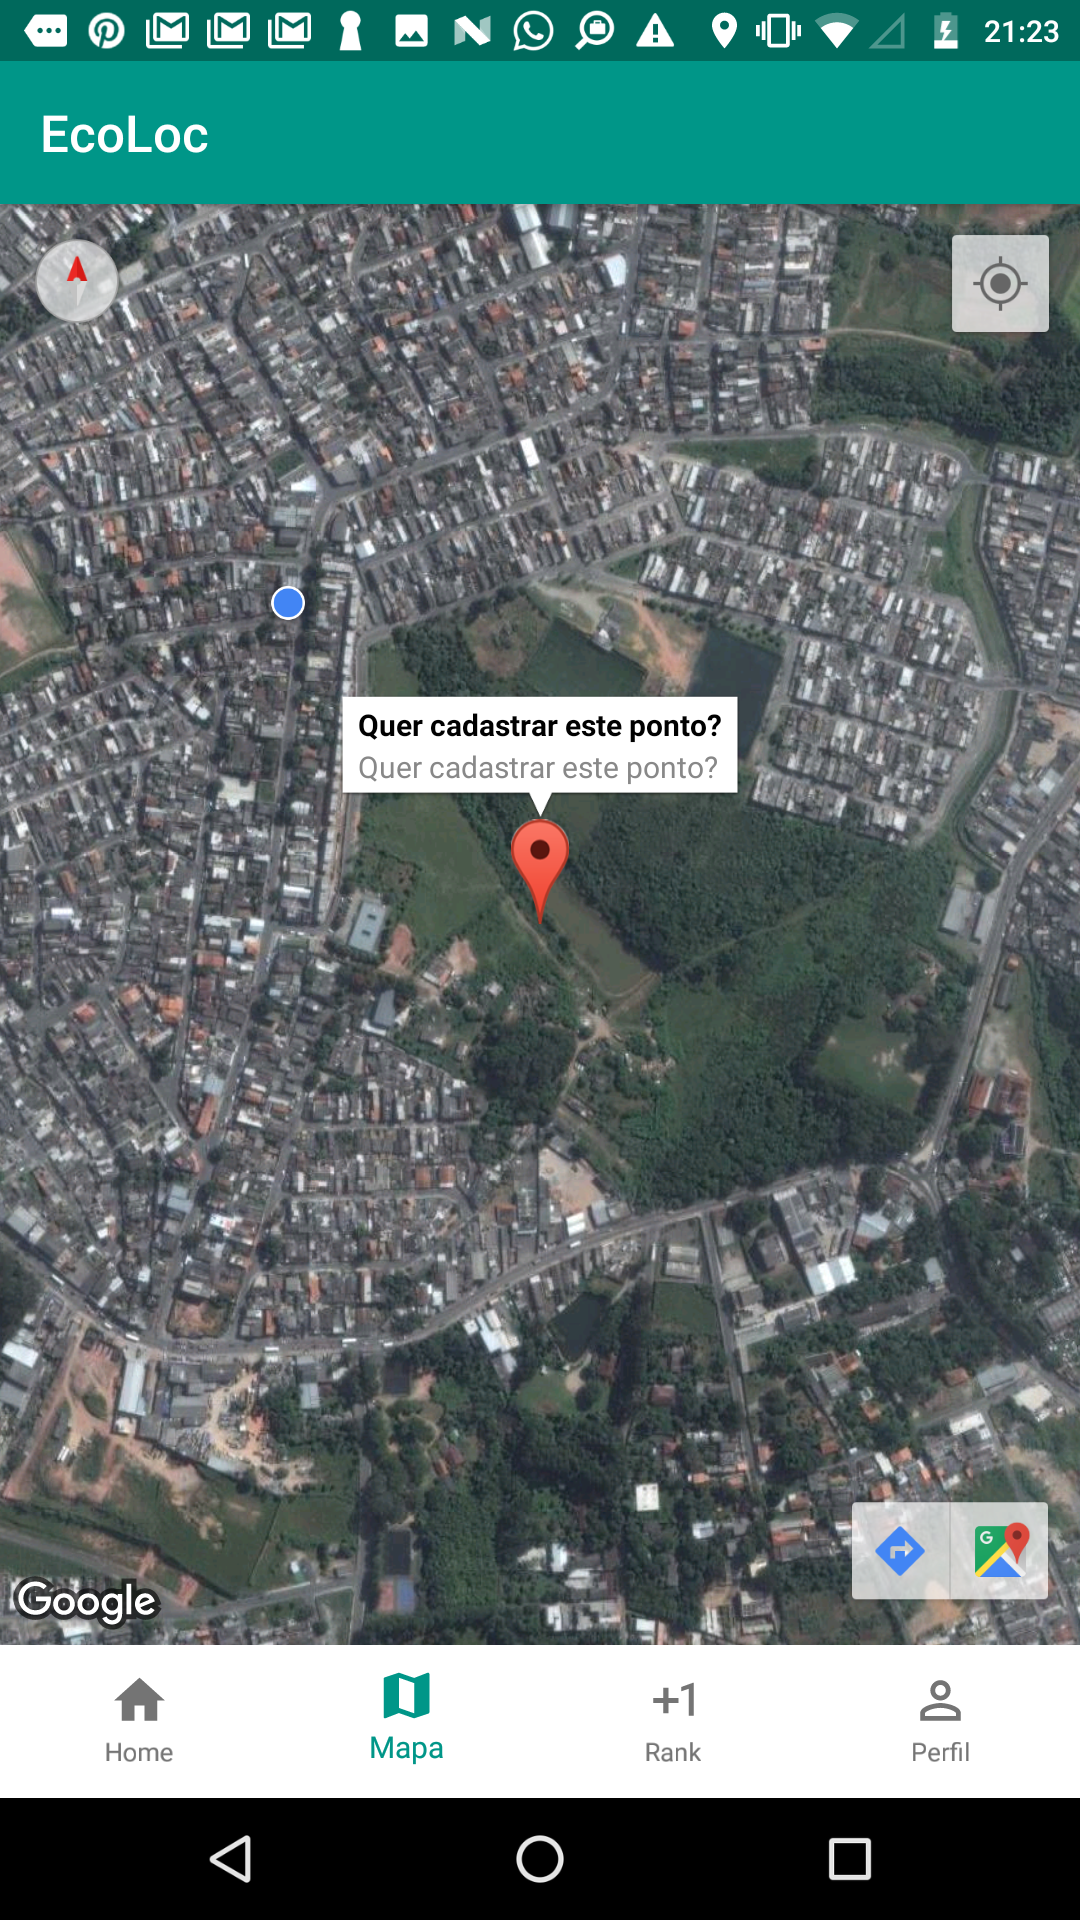 21:23
EcoLoc
Quer cadastrar este ponto?
Quer cadastrar este ponto?
G
Google
Home
Mapa
+1
Rank
Perfil